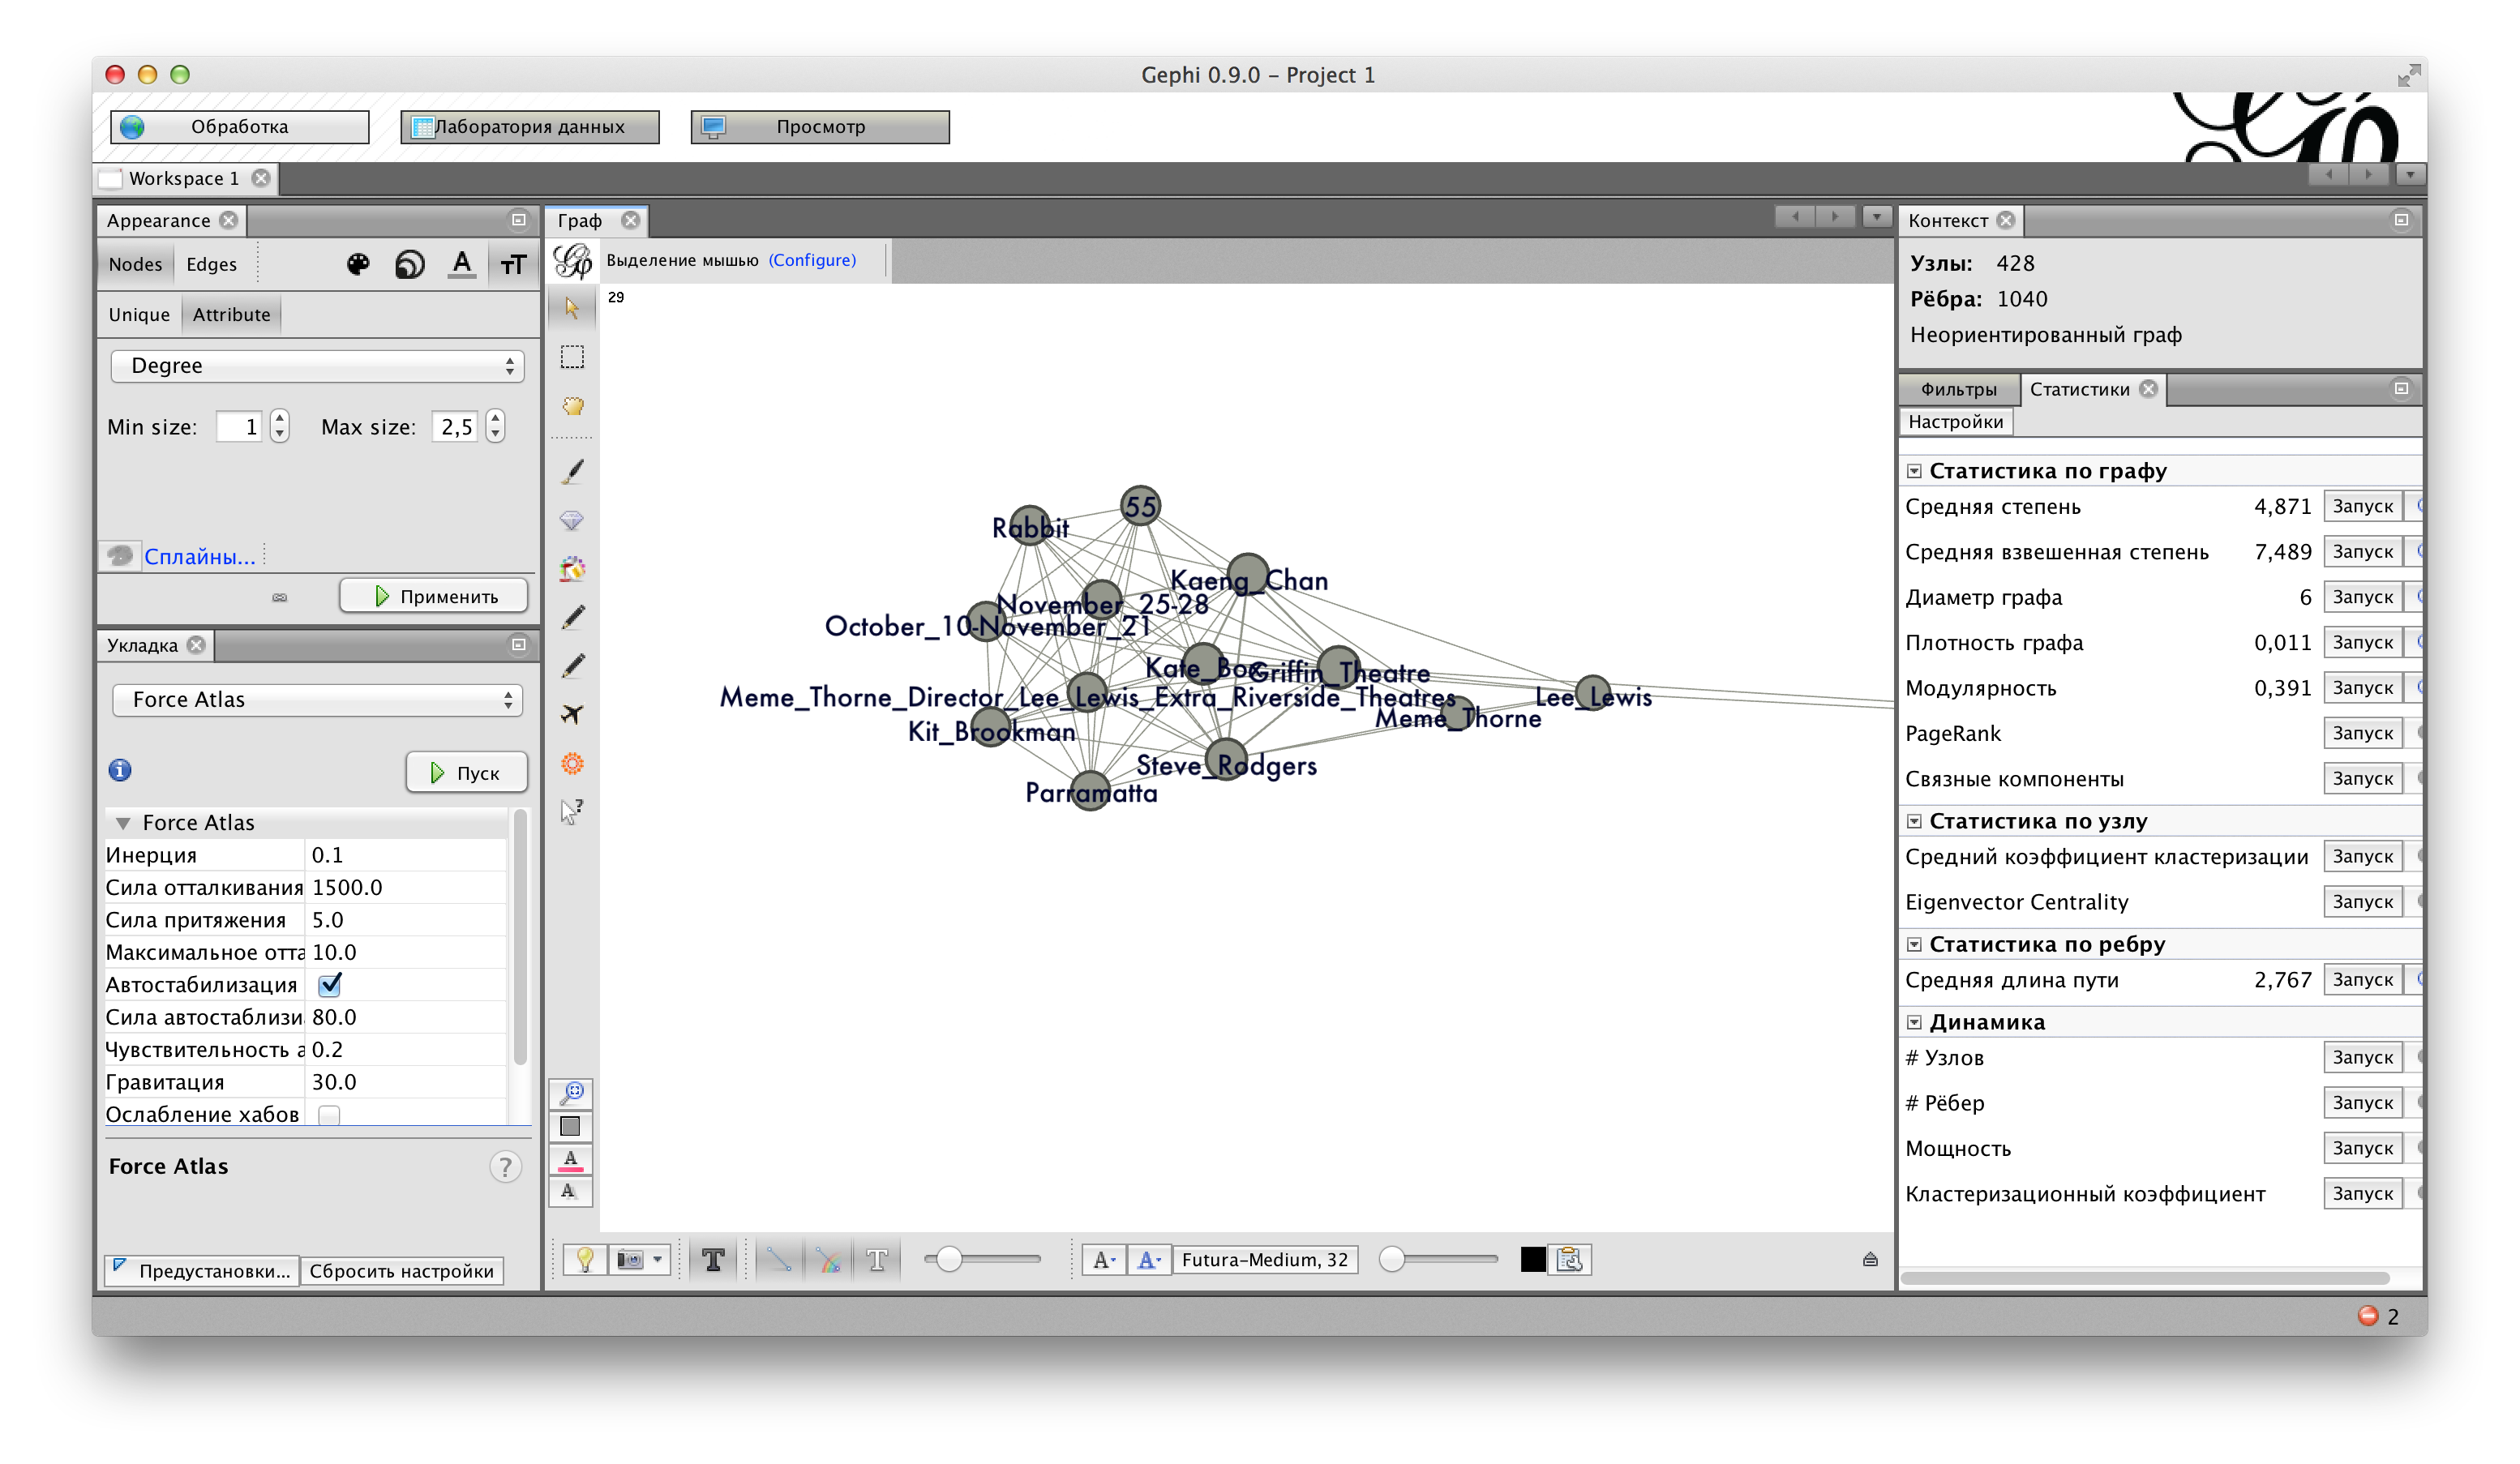 Gephi 0.9.0 – Project 1
Обработка
Лаборатория данных
Просмотр
Workspace 1
Appearance
Nodes Edges
Unique Attribute
Degree
Min size: 1 Max size: 2,5
Сплайны...
Применить
Укладка
Force Atlas
Пуск
Force Atlas
Инерция 0.1
Сила отталкивания 1500.0
Сила притяжения 5.0
Максимальное отта 10.0
Автостабилизация
Сила автостаблизи 80.0
Чувствительность а 0.2
Гравитация 30.0
Ослабление хабов
Force Atlas
?
Предустановки... Сбросить настройки
Граф
Выделение мышью (Configure)
29
55
Rabbit
Kaeng_Chan
November_25-28
October_10-November_21
Kate_Box
Griffin_Theatre
Meme_Thorne_Director_Lee_Lewis_Extra_Riverside_Theatres
Lee_Lewis
Meme_Thorne
Kit_Brookman
Steve_Rodgers
Parramatta
Futura-Medium, 32
Контекст
Узлы: 428
Рёбра: 1040
Неориентированный граф
Фильтры Статистики
Настройки
Статистика по графу
Средняя степень 4,871 Запуск
Средняя взвешенная степень 7,489 Запуск
Диаметр графа 6 Запуск
Плотность графа 0,011 Запуск
Модулярность 0,391 Запуск
PageRank Запуск
Связные компоненты Запуск
Статистика по узлу
Средний коэффициент кластеризации Запуск
Eigenvector Centrality Запуск
Статистика по ребру
Средняя длина пути 2,767 Запуск
Динамика
# Узлов Запуск
# Рёбер Запуск
Мощность Запуск
Кластеризационный коэффициент Запуск
2